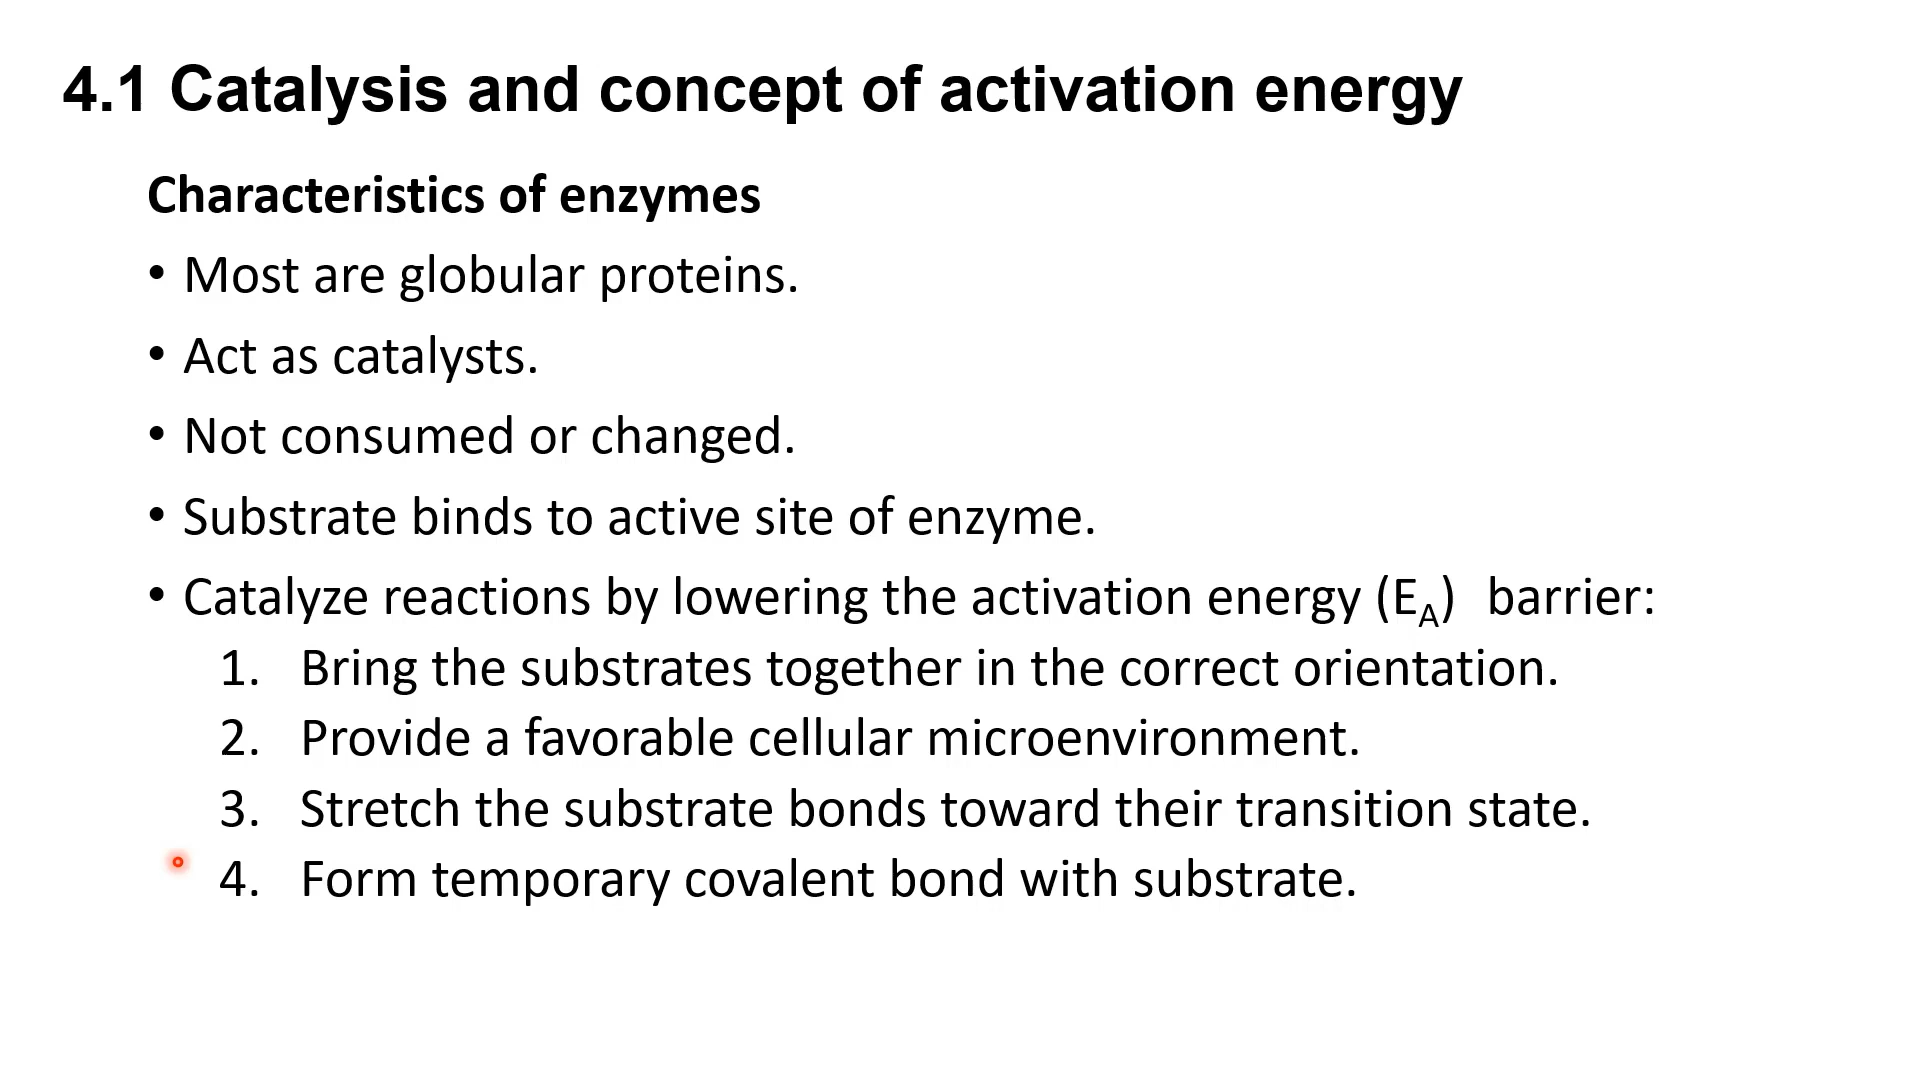 4.1 Catalysis and concept of activation energy
Characteristics of enzymes
• Most are globular proteins.
• Act as catalysts.
• Not consumed or changed.
• Substrate binds to active site of enzyme.
• Catalyze reactions by lowering the activation energy (EA) barrier:
1. Bring the substrates together in the correct orientation.
2. Provide a favorable cellular microenvironment.
3. Stretch the substrate bonds toward their transition state.
4. Form temporary covalent bond with substrate.